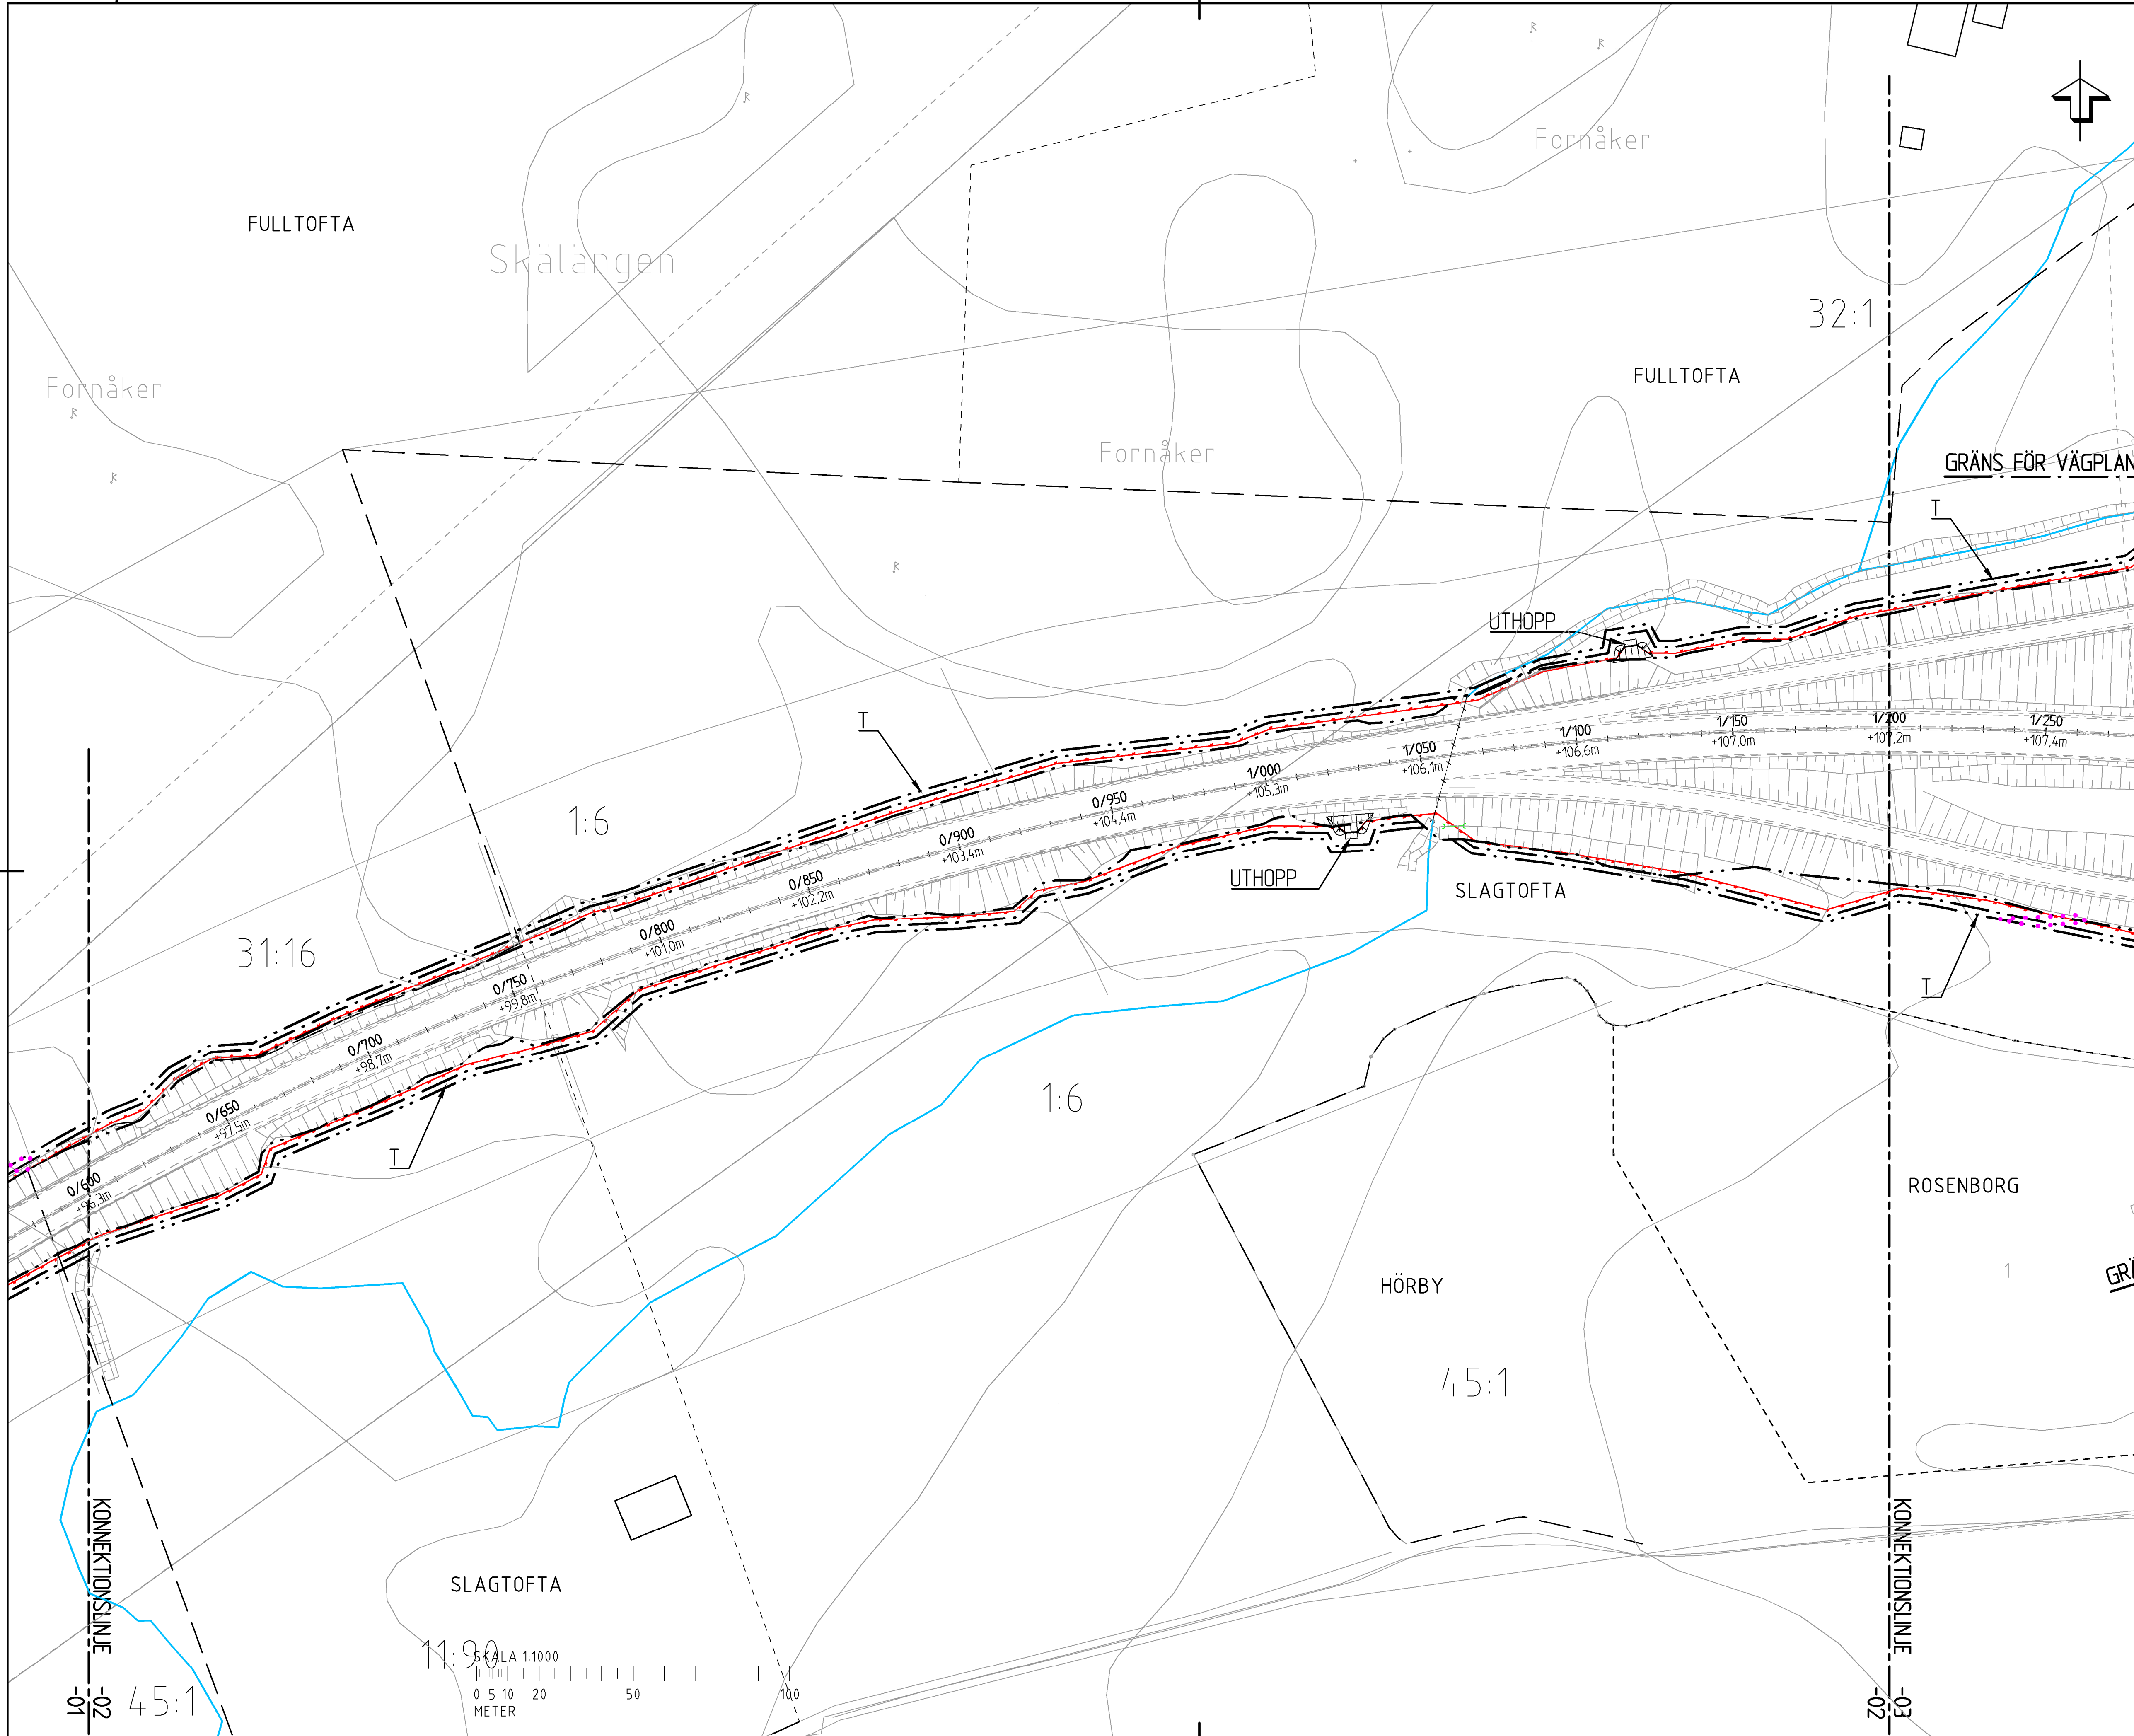 FULLTOFTA
Skälängen
Fornåker
Fornåker
Fornåker
32:1
FULLTOFTA
GRÄNS FÖR VÄGPLAN
T
UTHOPP
T
1/250
+107,4m
1/200
+107,2m
1/150
+107,0m
1/100
+106,6m
1/050
+106,1m
1/000
+105,3m
0/950
+104,4m
0/900
+103,4m
0/850
+102,2m
0/800
+101,0m
0/750
+99,8m
0/700
+98,7m
0/650
+97,5m
0/600
+96,3m
1:6
31:16
UTHOPP
SLAGTOFTA
T
T
1:6
ROSENBORG
1
GRÄ
HÖRBY
45:1
KONNEKTIONSLINJE
-02
-01
KONNEKTIONSLINJE
-03
-02
SLAGTOFTA
11:90
45:1
SKALA 1:1000
0 5 10 20 50 100
METER